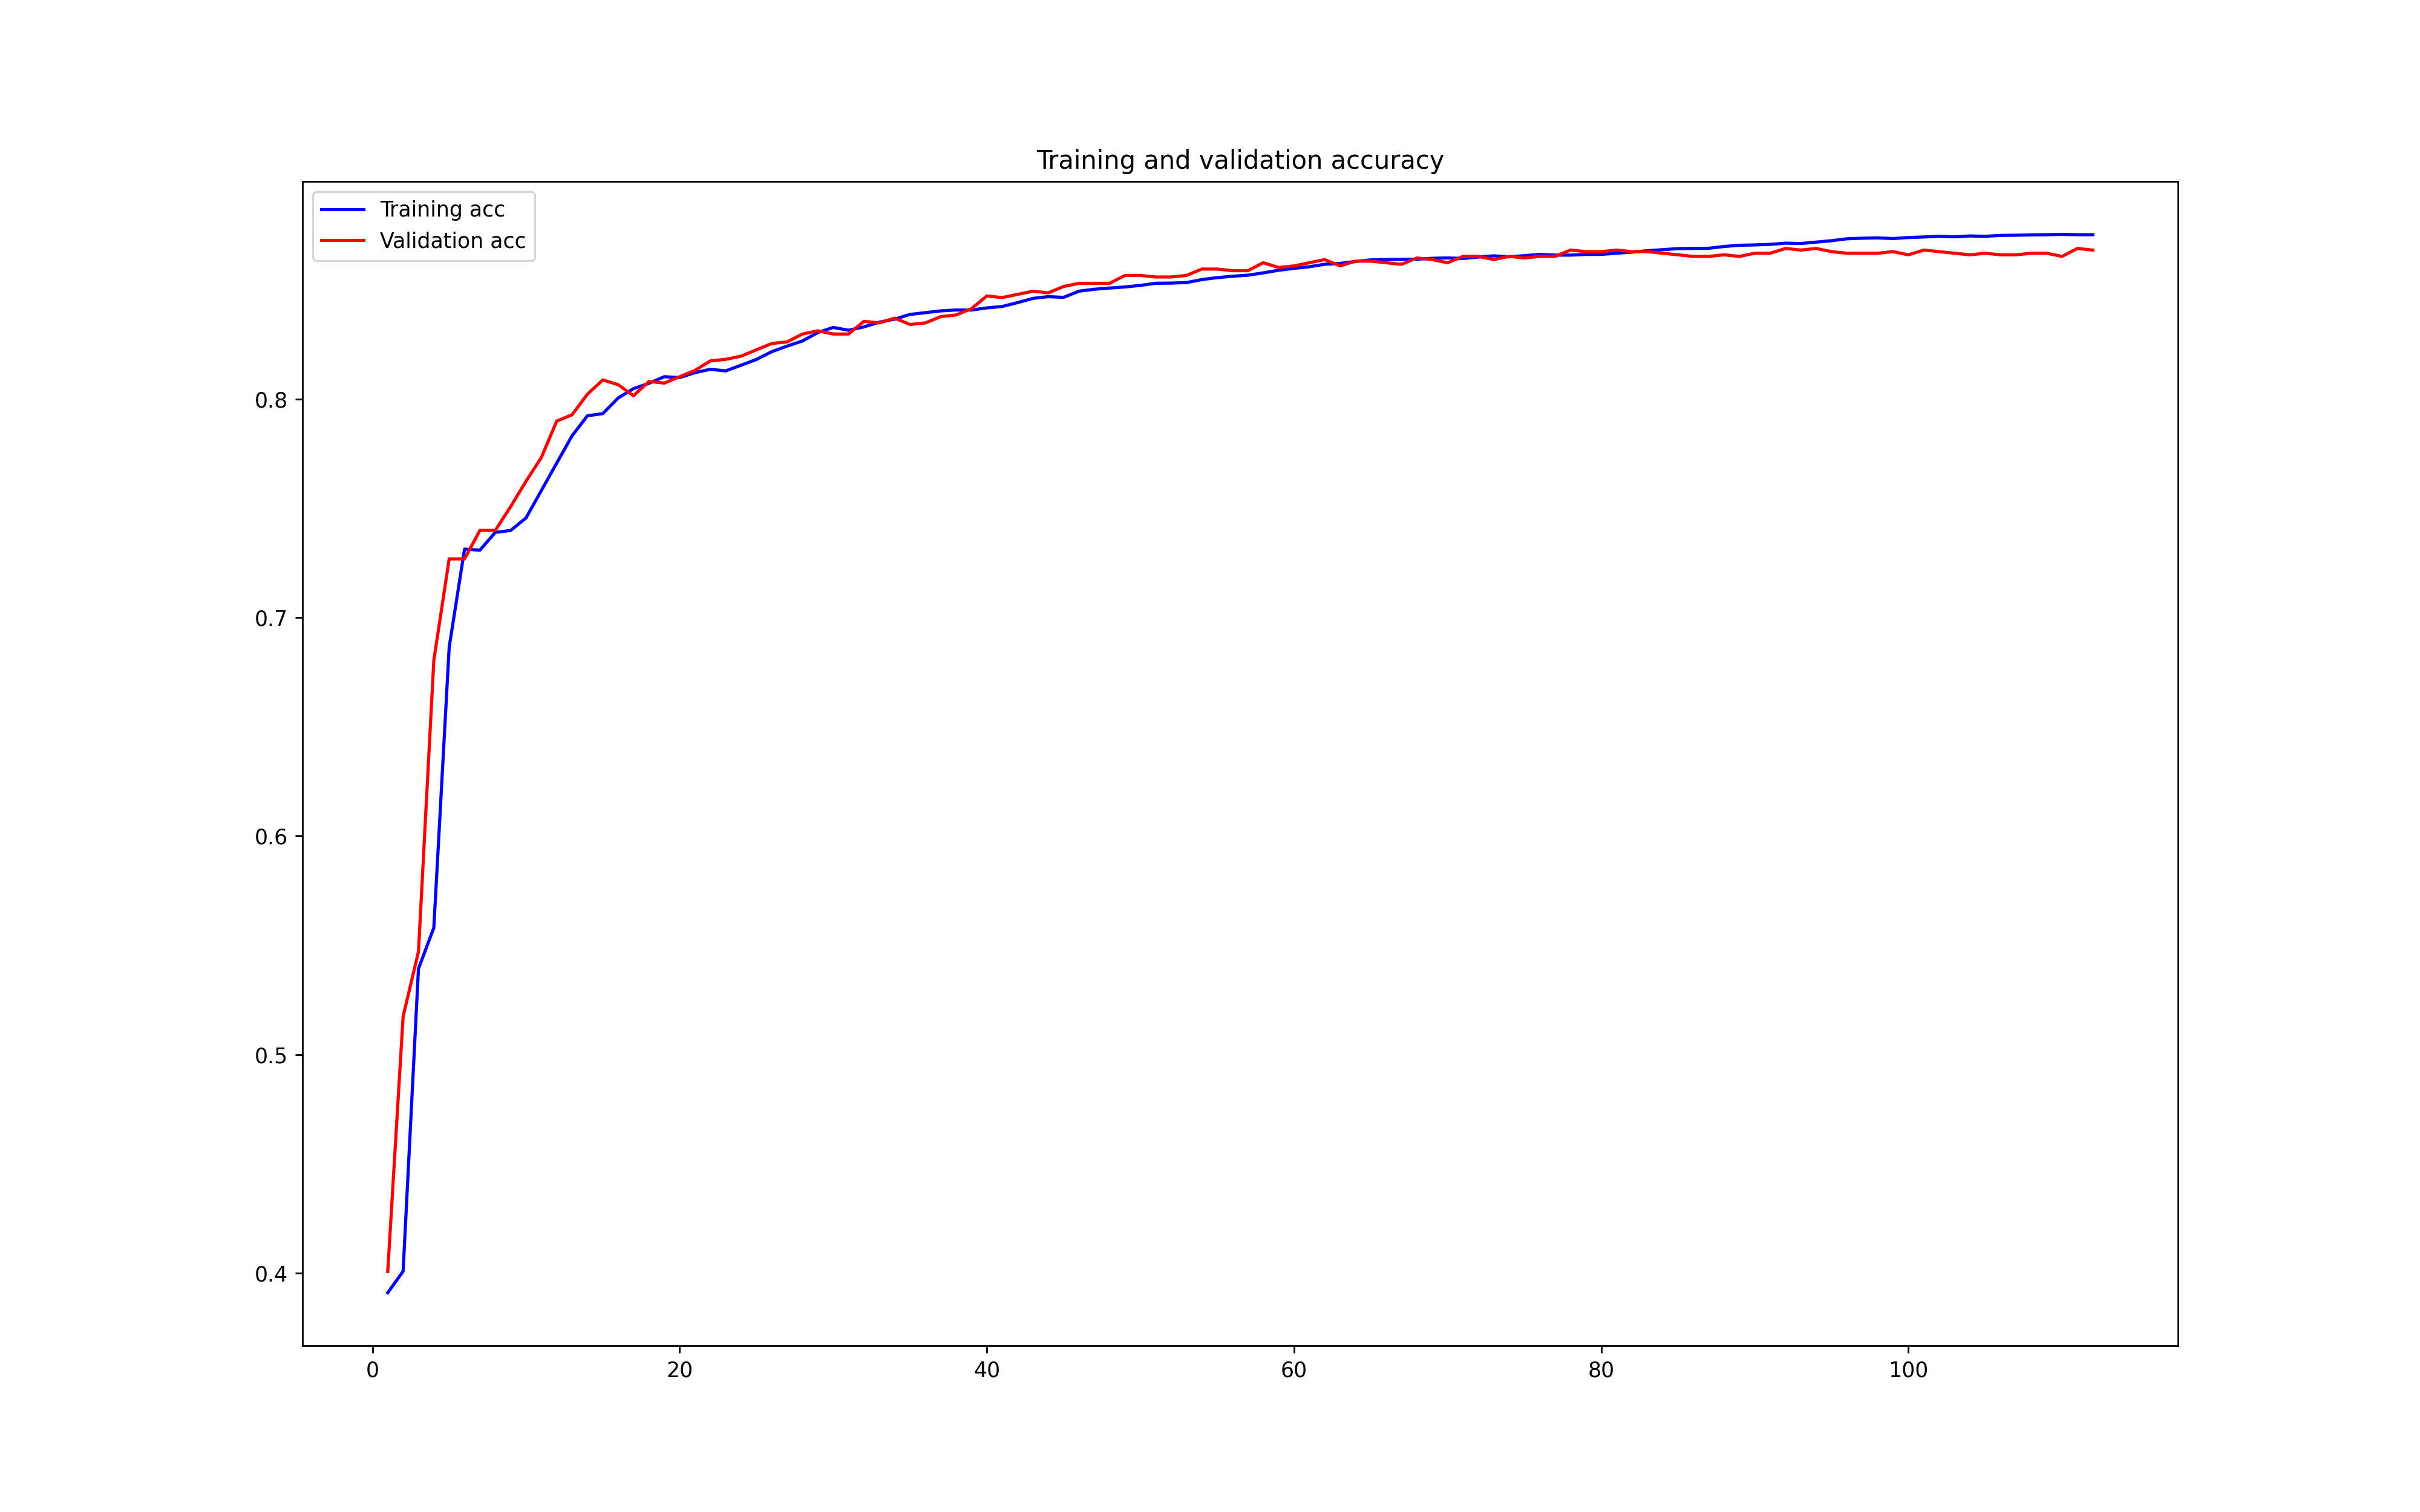 Training and validation accuracy
Training acc
Validation acc
0.8
0.7
0.6
0.5
0.4
0 20 40 60 80 100